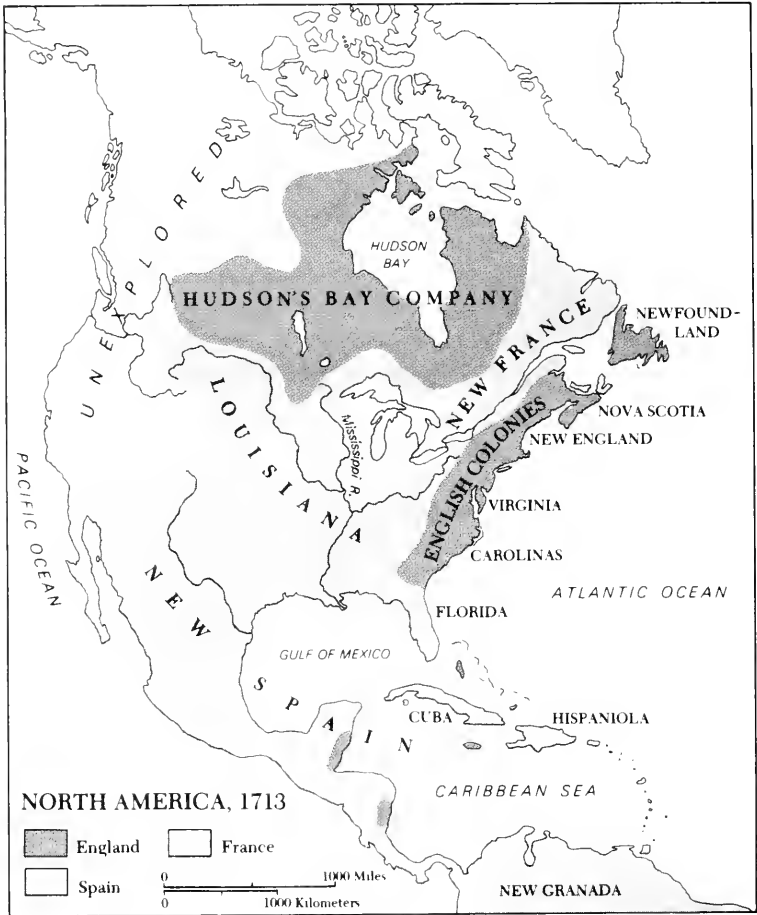 UNEXPLORED
HUDSON
BAY
HUDSON'S BAY COMPANY
NEWFOUND-
LAND
NEW FRANCE
LOUISIANA
Mississippi R.
ENGLISH COLONIES
NOVA SCOTIA
NEW ENGLAND
VIRGINIA
CAROLINAS
PACIFIC OCEAN
ATLANTIC OCEAN
FLORIDA
NEW SPAIN
GULF OF MEXICO
CUBA
HISPANIOLA
CARIBBEAN SEA
NORTH AMERICA, 1713
England
France
Spain
0 1000 Miles
0 1000 Kilometers
NEW GRANADA